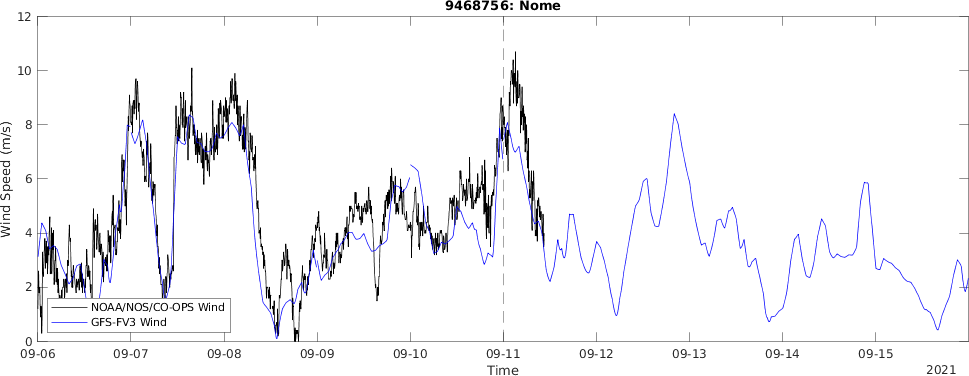 9468756: Nome
Wind Speed (m/s)
12
10
8
6
4
2
0
NOAA/NOS/CO-OPS Wind
GFS-FV3 Wind
09-06 09-07 09-08 09-09 09-10 09-11 09-12 09-13 09-14 09-15
Time
2021